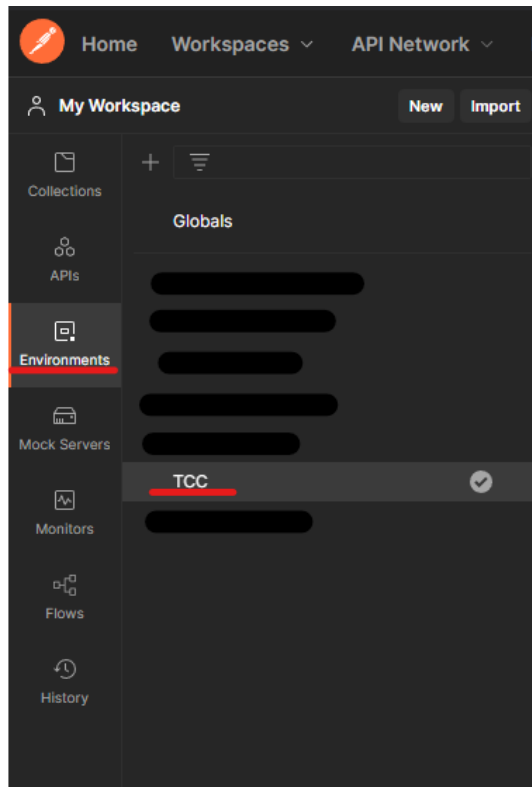 Home Workspaces API Network
My Workspace New Import
Collections
Globals
APIs
Environments
Mock Servers
TCC
Monitors
Flows
History